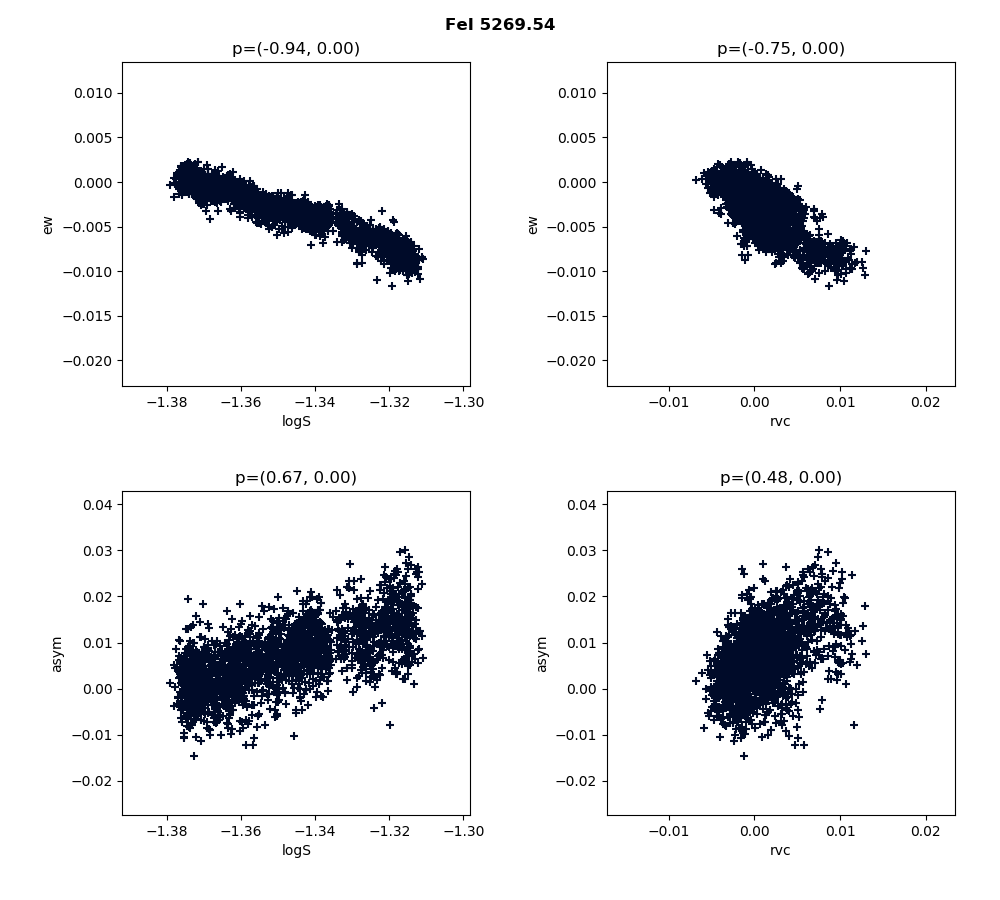 FeI 5269.54
p=(-0.94, 0.00)
p=(-0.75, 0.00)
0.010
0.005
0.000
−0.005
−0.010
−0.015
−0.020
ew
−1.38 −1.36 −1.34 −1.32 −1.30
logS
0.010
0.005
0.000
−0.005
−0.010
−0.015
−0.020
ew
−0.01 0.00 0.01 0.02
rvc
p=(0.67, 0.00)
p=(0.48, 0.00)
0.04
0.03
0.02
0.01
0.00
−0.01
−0.02
asym
−1.38 −1.36 −1.34 −1.32 −1.30
logS
0.04
0.03
0.02
0.01
0.00
−0.01
−0.02
asym
−0.01 0.00 0.01 0.02
rvc